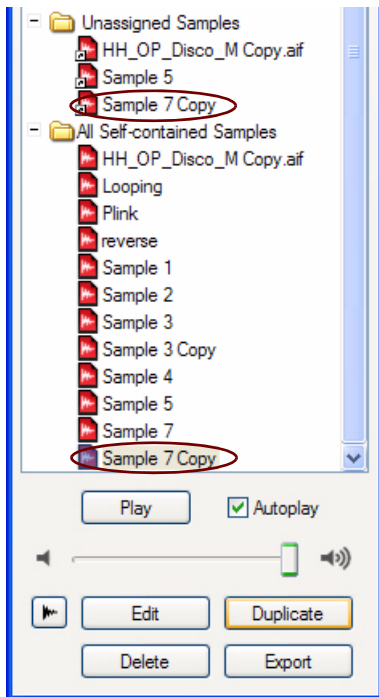 Unassigned Samples
HH_OP_Disco_M Copy.aif
Sample 5
Sample 7 Copy
All Self-contained Samples
HH_OP_Disco_M Copy.aif
Looping
Plink
reverse
Sample 1
Sample 2
Sample 3
Sample 3 Copy
Sample 4
Sample 5
Sample 7
Sample 7 Copy
Play Autoplay
Edit Duplicate
Delete Export